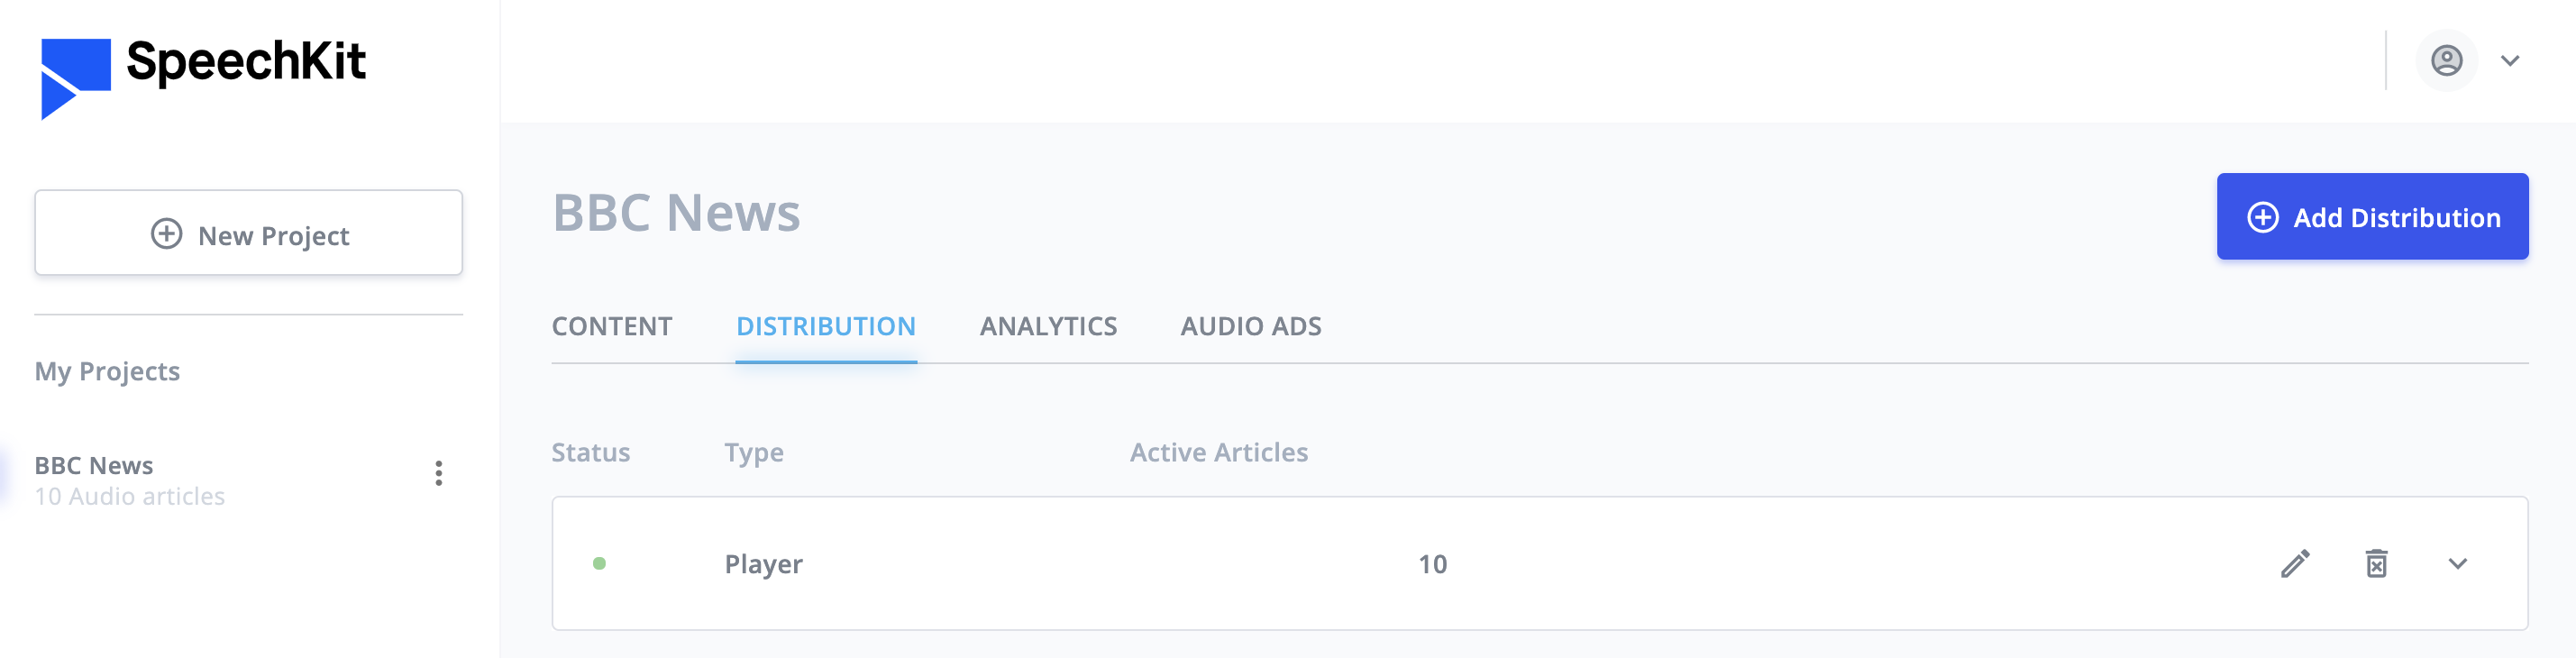 SpeechKit
New Project
My Projects
BBC News
10 Audio articles
BBC News
Add Distribution
CONTENT DISTRIBUTION ANALYTICS AUDIO ADS
Status Type Active Articles
Player 10